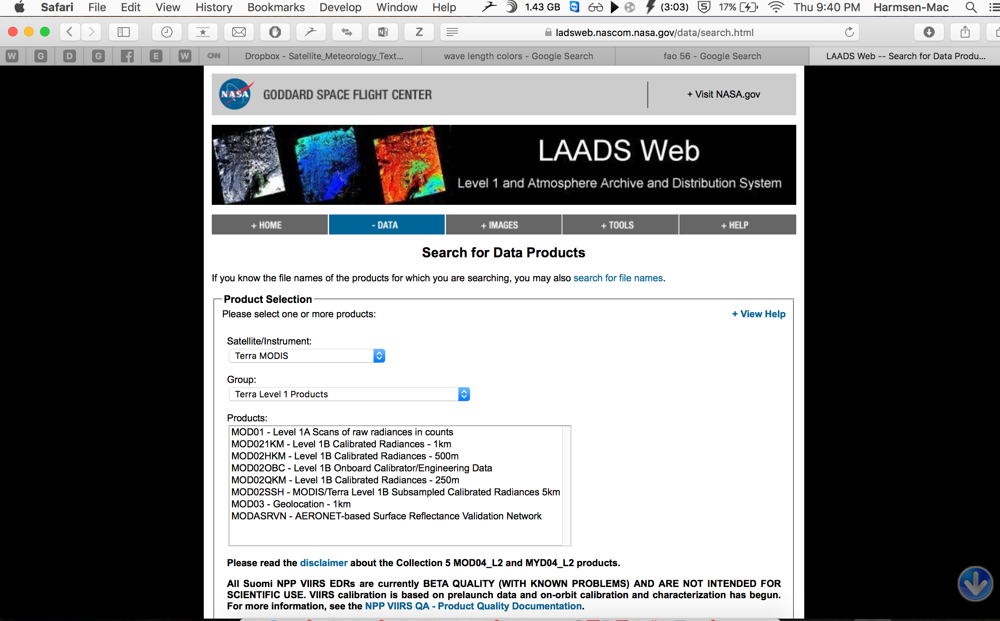 Safari File Edit View History Bookmarks Develop Window Help 1.43 GB (3:03) S 17% Thu 9:40 PM Harmsen-Mac
Z ladsweb.nascom.nasa.gov/data/search.html
W G D G f E W CNN Dropbox - Satellite_Meteorology_Text... wave length colors - Google Search fao 56 - Google Search LAADS Web -- Search for Data Produ...
NASA GODDARD SPACE FLIGHT CENTER + Visit NASA.gov
LAADS Web
Level 1 and Atmosphere Archive and Distribution System
+ HOME - DATA + IMAGES + TOOLS + HELP
Search for Data Products
If you know the file names of the products for which you are searching, you may also search for file names.
Product Selection
Please select one or more products: + View Help
Satellite/Instrument:
Terra MODIS
Group:
Terra Level 1 Products
Products:
MOD01 - Level 1A Scans of raw radiances in counts
MOD021KM - Level 1B Calibrated Radiances - 1km
MOD02HKM - Level 1B Calibrated Radiances - 500m
MOD02OBC - Level 1B Onboard Calibrator/Engineering Data
MOD02QKM - Level 1B Calibrated Radiances - 250m
MOD02SSH - MODIS/Terra Level 1B Subsampled Calibrated Radiances 5km
MOD03 - Geolocation - 1km
MODASRVN - AERONET-based Surface Reflectance Validation Network
Please read the disclaimer about the Collection 5 MOD04_L2 and MYD04_L2 products.
All Suomi NPP VIIRS EDRs are currently BETA QUALITY (WITH KNOWN PROBLEMS) AND ARE NOT INTENDED FOR
SCIENTIFIC USE. VIIRS calibration is based on prelaunch data and on-orbit calibration and characterization has begun.
For more information, see the NPP VIIRS QA - Product Quality Documentation.